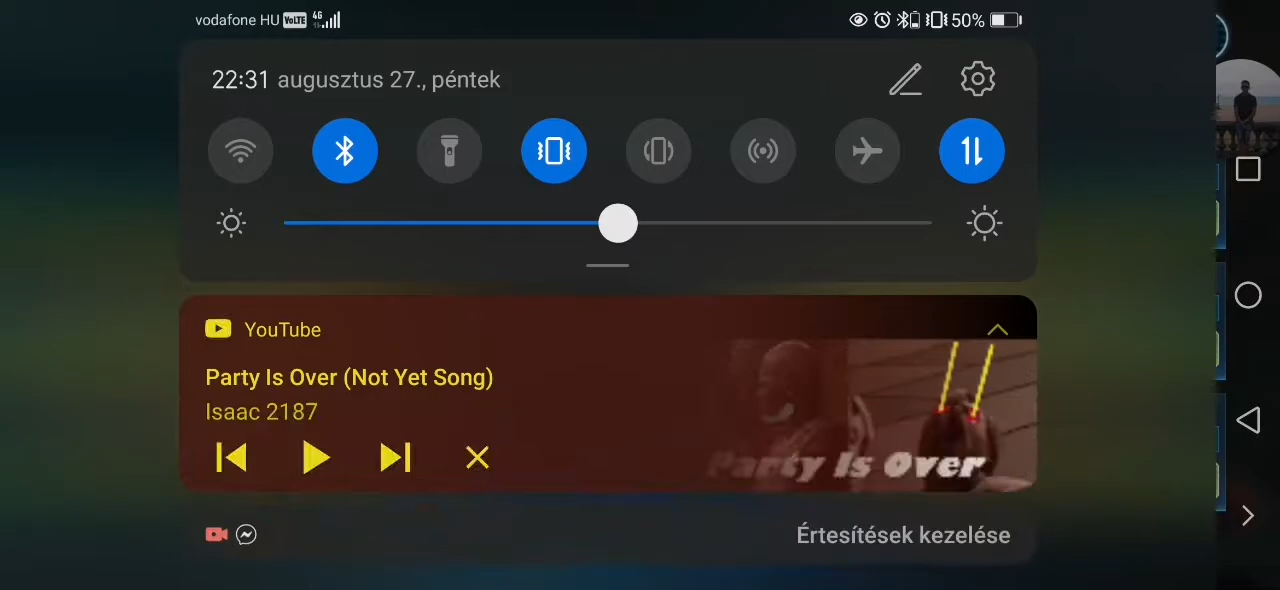 vodafone HU VoLTE 4G 50%
22:31 augusztus 27., péntek
YouTube
Party Is Over (Not Yet Song)
Isaac 2187
Party Is Over
Értesítések kezelése